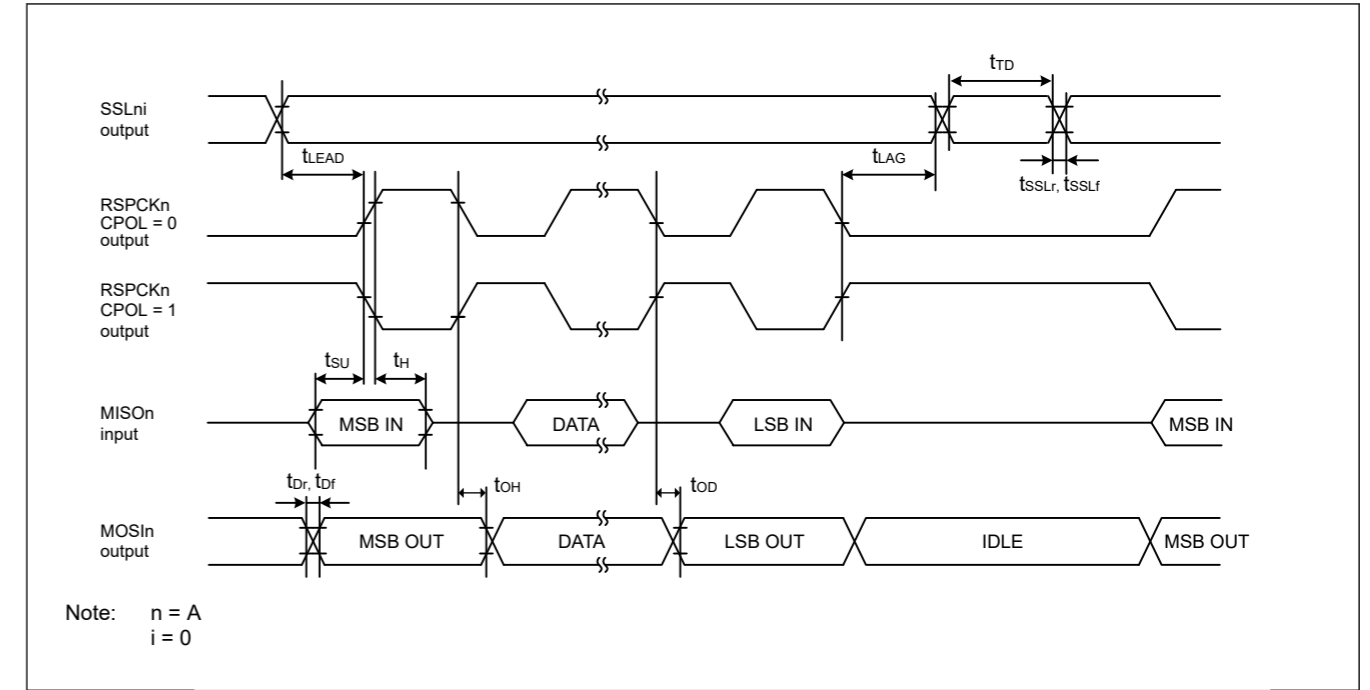 tTD
SSLni
output
tLEAD
tLAG
tSSLr, tSSLf
RSPCKn
CPOL = 0
output
RSPCKn
CPOL = 1
output
tSU
tH
MISOn
input
MSB IN
DATA
LSB IN
MSB IN
tDr, tDf
tOH
tOD
MOSIn
output
MSB OUT
DATA
LSB OUT
IDLE
MSB OUT
Note: n = A
i = 0